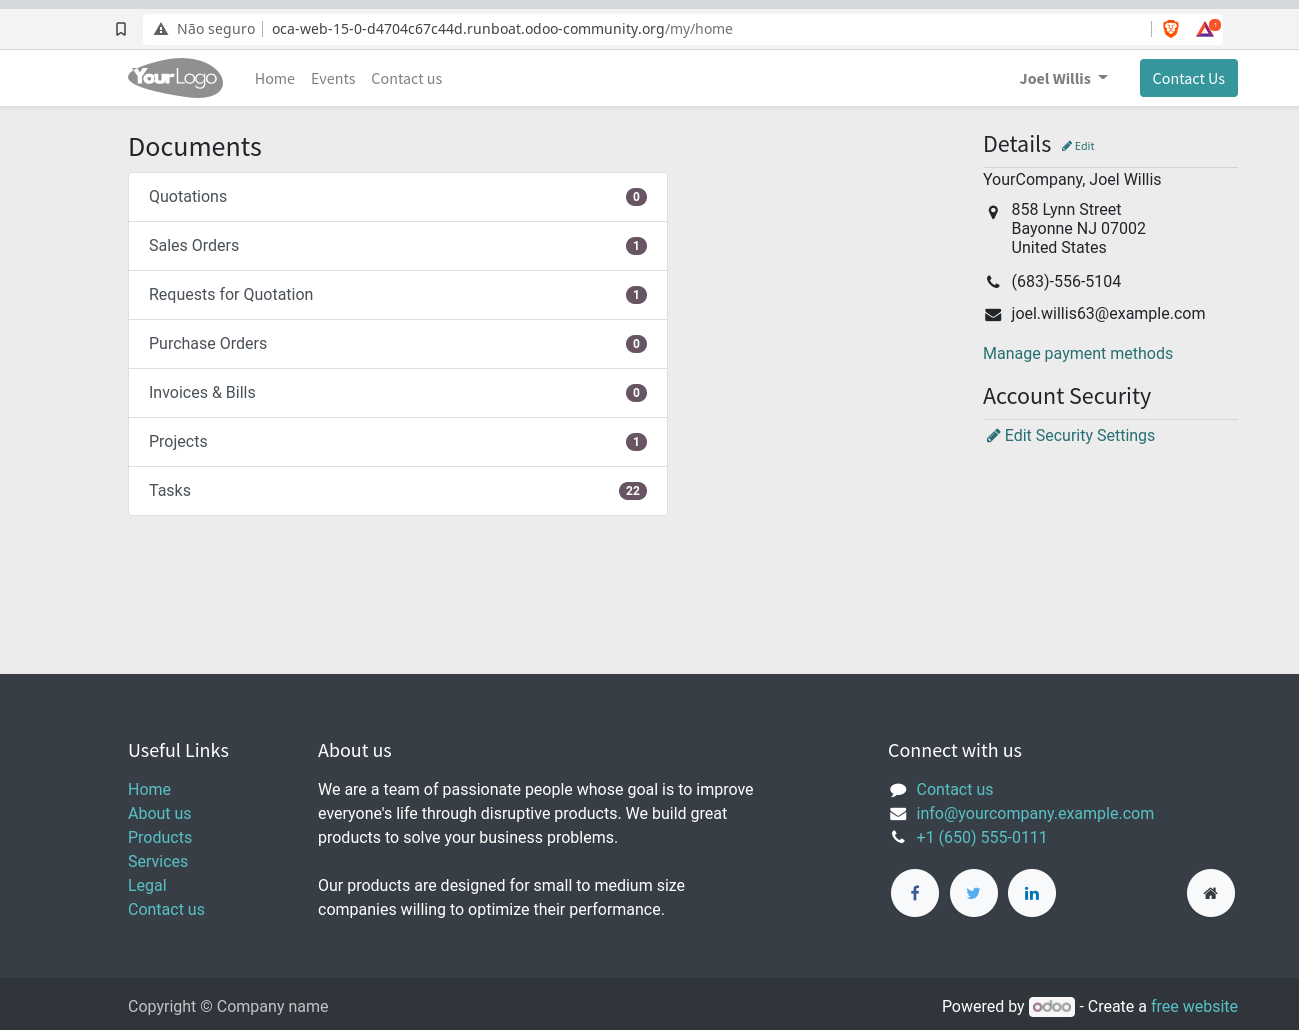 Não seguro oca-web-15-0-d4704c67c44d.runboat.odoo-community.org/my/home
YourLogo Home Events Contact us Joel Willis Contact Us
Documents
Quotations 0
Sales Orders 1
Requests for Quotation 1
Purchase Orders 0
Invoices & Bills 0
Projects 1
Tasks 22
Details Edit
YourCompany, Joel Willis
858 Lynn Street
Bayonne NJ 07002
United States
(683)-556-5104
joel.willis63@example.com
Manage payment methods
Account Security
Edit Security Settings
Useful Links
Home
About us
Products
Services
Legal
Contact us
About us
We are a team of passionate people whose goal is to improve
everyone's life through disruptive products. We build great
products to solve your business problems.
Our products are designed for small to medium size
companies willing to optimize their performance.
Connect with us
Contact us
info@yourcompany.example.com
+1 (650) 555-0111
Copyright © Company name
Powered by odoo - Create a free website